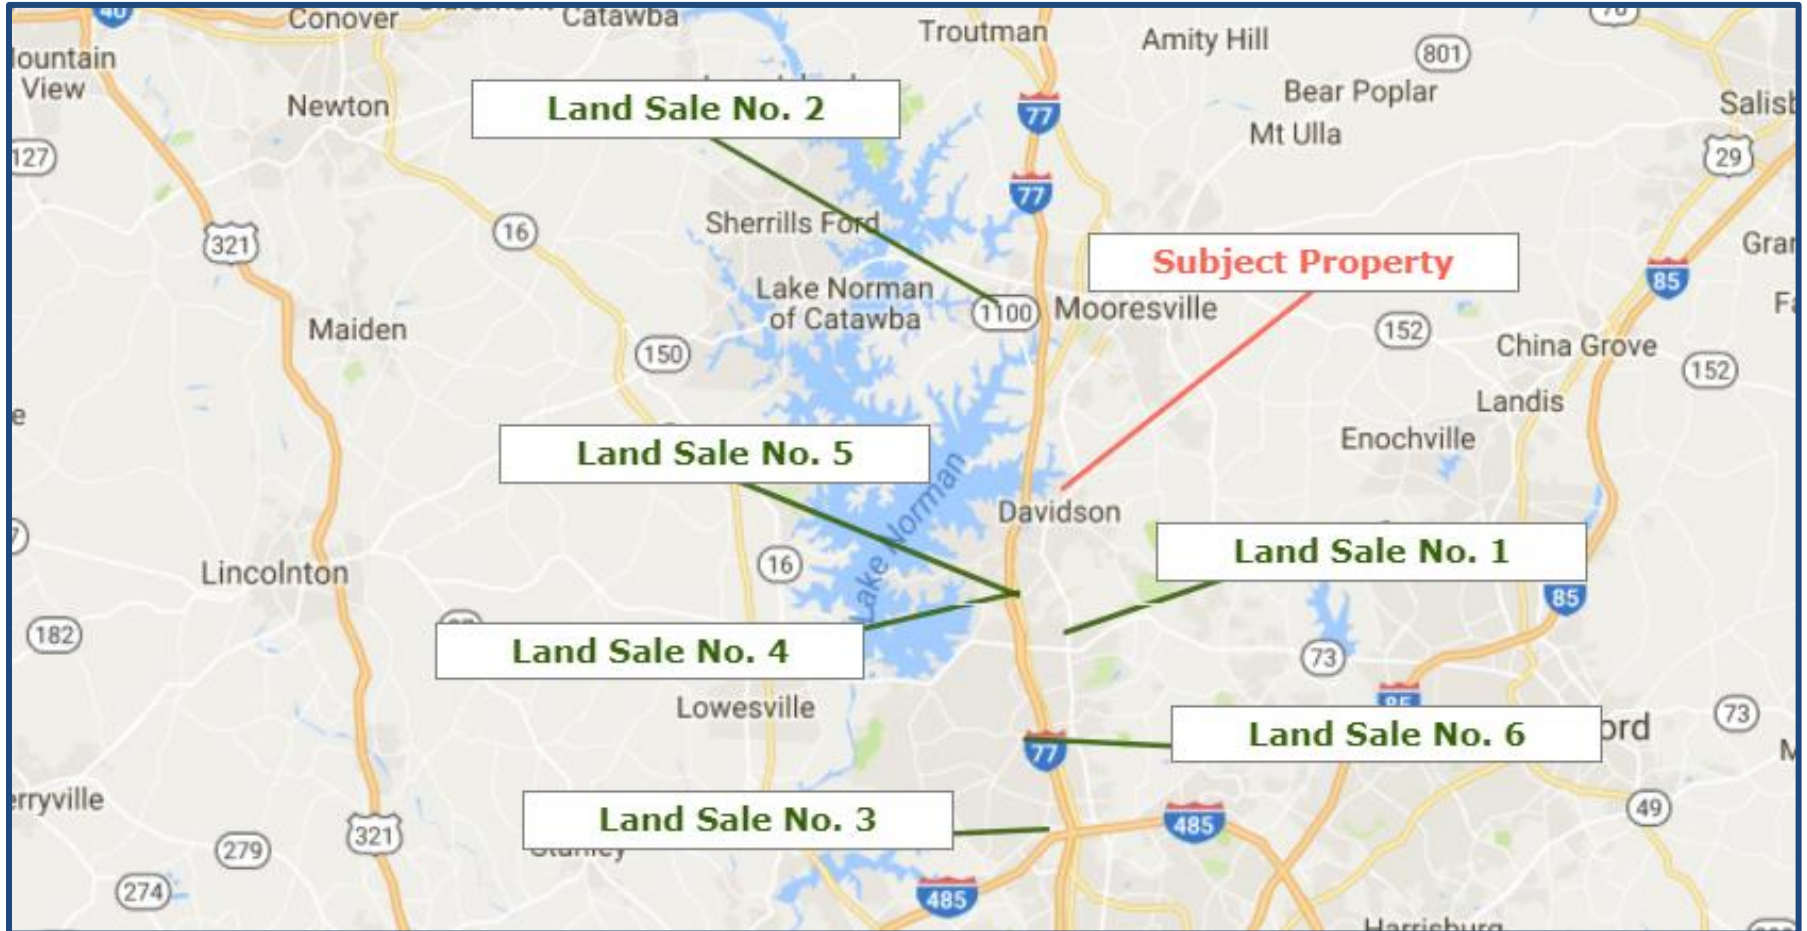 40
Conover
Catawba
Troutman
Amity Hill
801
View
Newton
Land Sale No. 2
77
Bear Poplar
Mt Ulla
29
127
77
321
16
Sherrills Ford
Subject Property
85
Lake Norman
of Catawba
1100
Mooresville
Maiden
150
152
China Grove
152
Landis
Enochville
Land Sale No. 5
Lake Norman
Davidson
Land Sale No. 1
Lincolnton
16
85
182
Land Sale No. 4
73
Lowesville
85
73
Land Sale No. 6
77
Land Sale No. 3
485
49
321
279
Stanley
274
485
Harrisburg